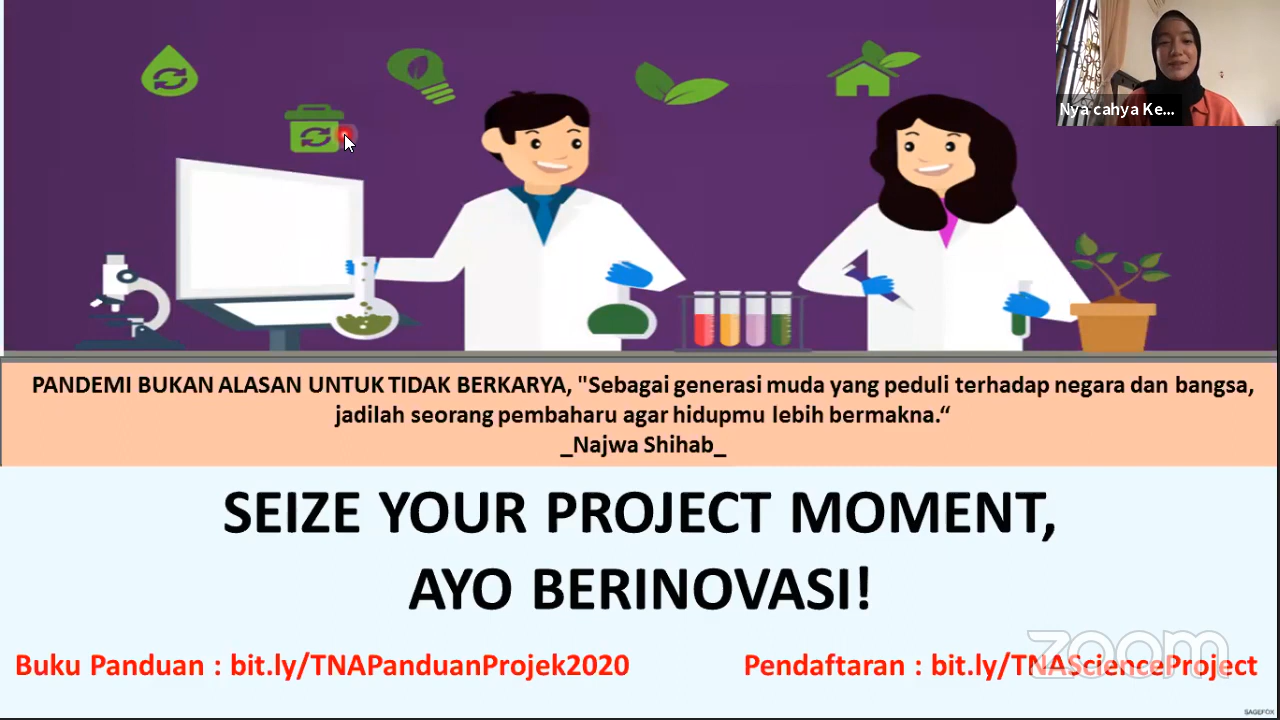 Nya cahya Ke...
PANDEMI BUKAN ALASAN UNTUK TIDAK BERKARYA, "Sebagai generasi muda yang peduli terhadap negara dan bangsa,
jadilah seorang pembaharu agar hidupmu lebih bermakna.“
_Najwa Shihab_
SEIZE YOUR PROJECT MOMENT,
AYO BERINOVASI!
Buku Panduan : bit.ly/TNAPanduanProjek2020
Pendaftaran : bit.ly/TNAScienceProject
zoom
SAGEFOX